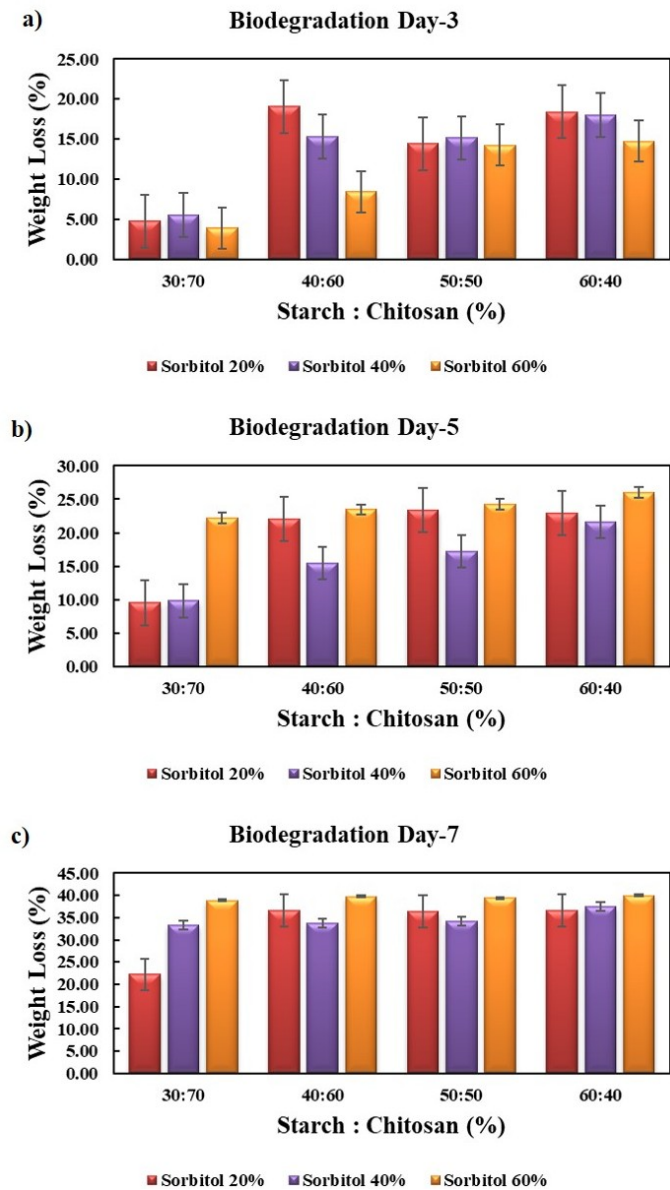 a)
Biodegradation Day-3
Weight Loss (%)
25.00
20.00
15.00
10.00
5.00
0.00
30:70 40:60 50:50 60:40
Starch : Chitosan (%)
Sorbitol 20% Sorbitol 40% Sorbitol 60%
b)
Biodegradation Day-5
Weight Loss (%)
30.00
25.00
20.00
15.00
10.00
5.00
0.00
30:70 40:60 50:50 60:40
Starch : Chitosan (%)
Sorbitol 20% Sorbitol 40% Sorbitol 60%
c)
Biodegradation Day-7
Weight Loss (%)
45.00
40.00
35.00
30.00
25.00
20.00
15.00
10.00
5.00
0.00
30:70 40:60 50:50 60:40
Starch : Chitosan (%)
Sorbitol 20% Sorbitol 40% Sorbitol 60%